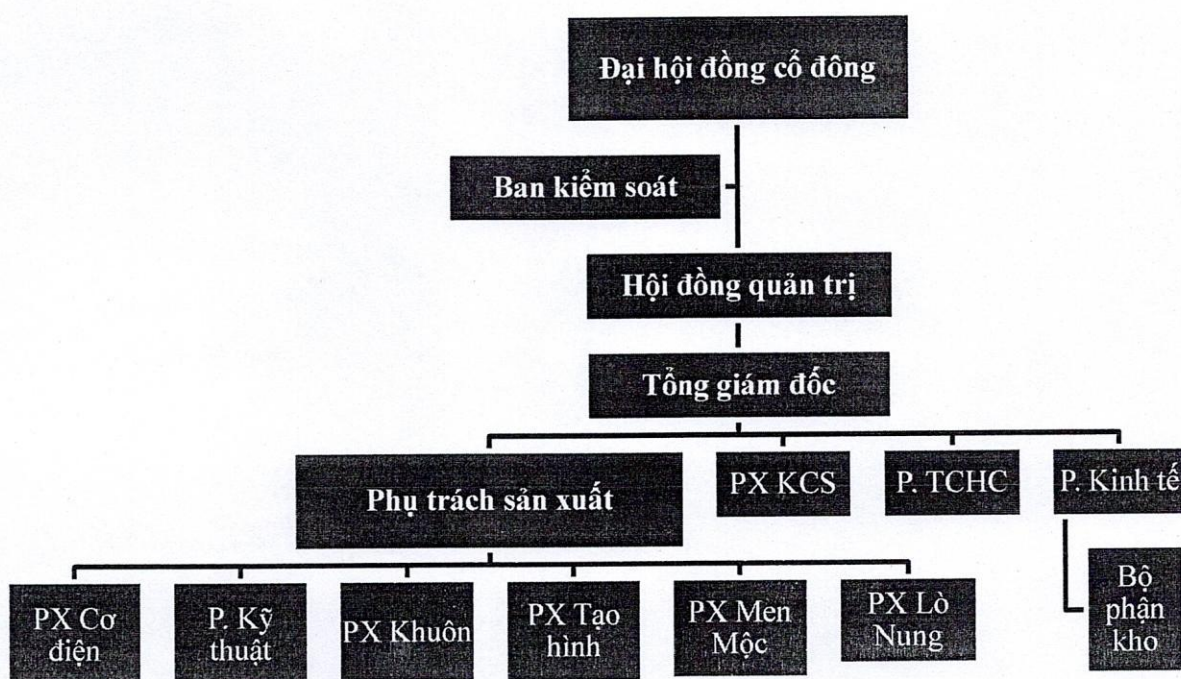 Đại hội đồng cổ đông
Ban kiểm soát
Hội đồng quản trị
Tổng giám đốc
Phụ trách sản xuất
PX KCS
P. TCHC
P. Kinh tế
PX Cơ
điện
P. Kỹ
thuật
PX Khuôn
PX Tạo
hình
PX Men
Mộc
PX Lò
Nung
Bộ
phận
kho